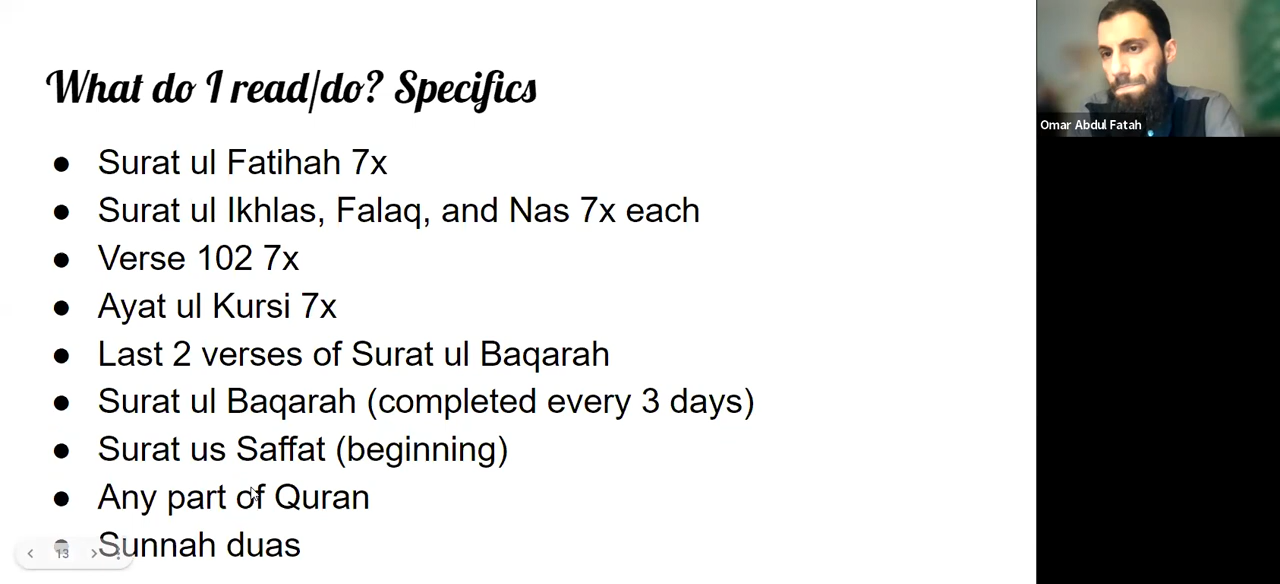 What do I read/do? Specifics
● Surat ul Fatihah 7x
● Surat ul Ikhlas, Falaq, and Nas 7x each
● Verse 102 7x
● Ayat ul Kursi 7x
● Last 2 verses of Surat ul Baqarah
● Surat ul Baqarah (completed every 3 days)
● Surat us Saffat (beginning)
● Any part of Quran
● Sunnah duas
13
Omar Abdul Fatah